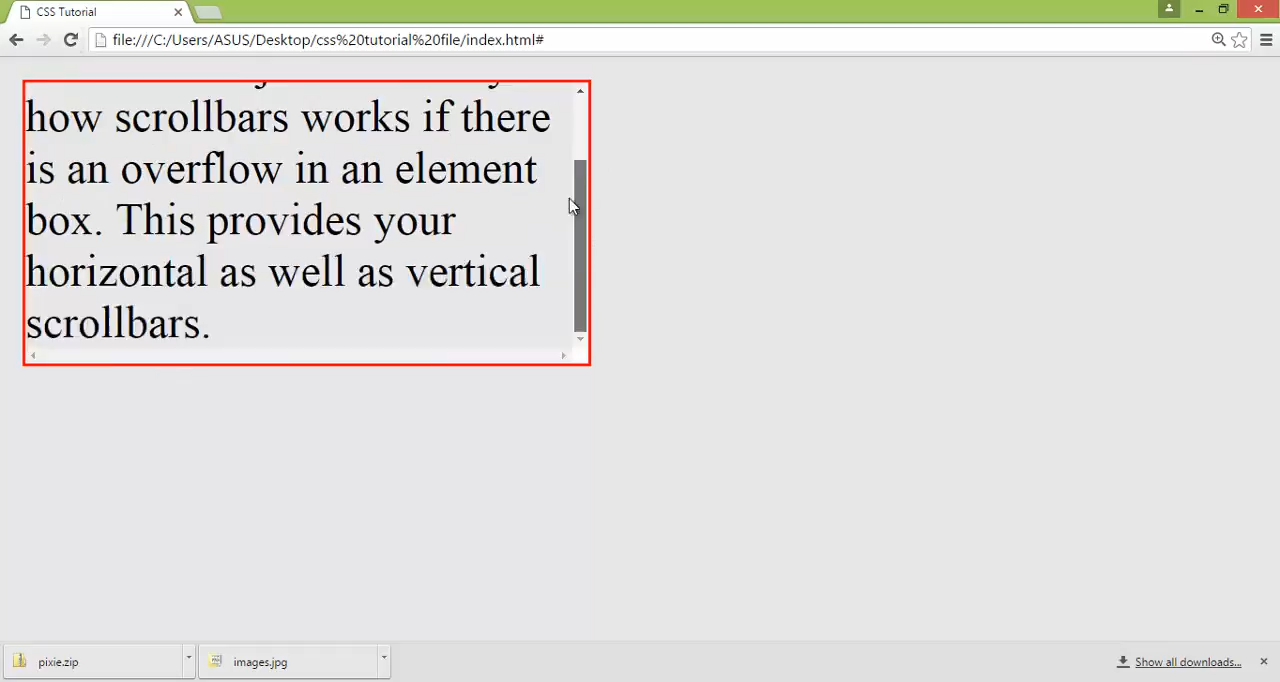 CSS Tutorial
file:///C:/Users/ASUS/Desktop/css%20tutorial%20file/index.html#
how scrollbars works if there
is an overflow in an element
box. This provides your
horizontal as well as vertical
scrollbars.
pixie.zip
images.jpg
Show all downloads...